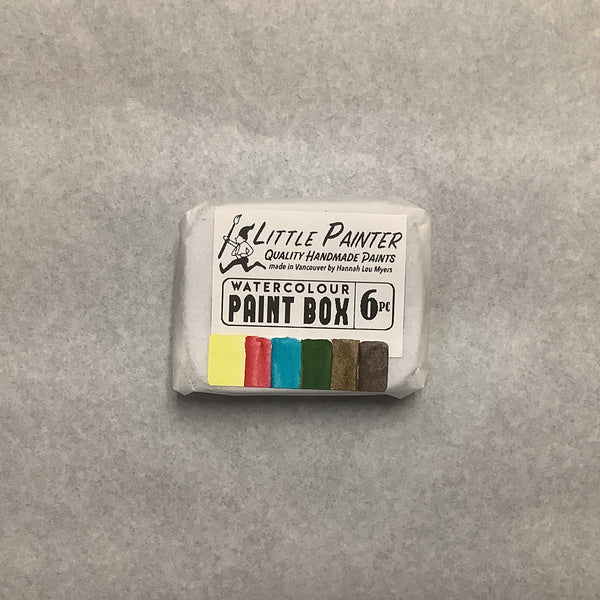 LITTLE PAINTER
QUALITY HANDMADE PAINTS
made in Vancouver by Hannah Lou Myers
WATERCOLOUR
PAINT BOX
6PC